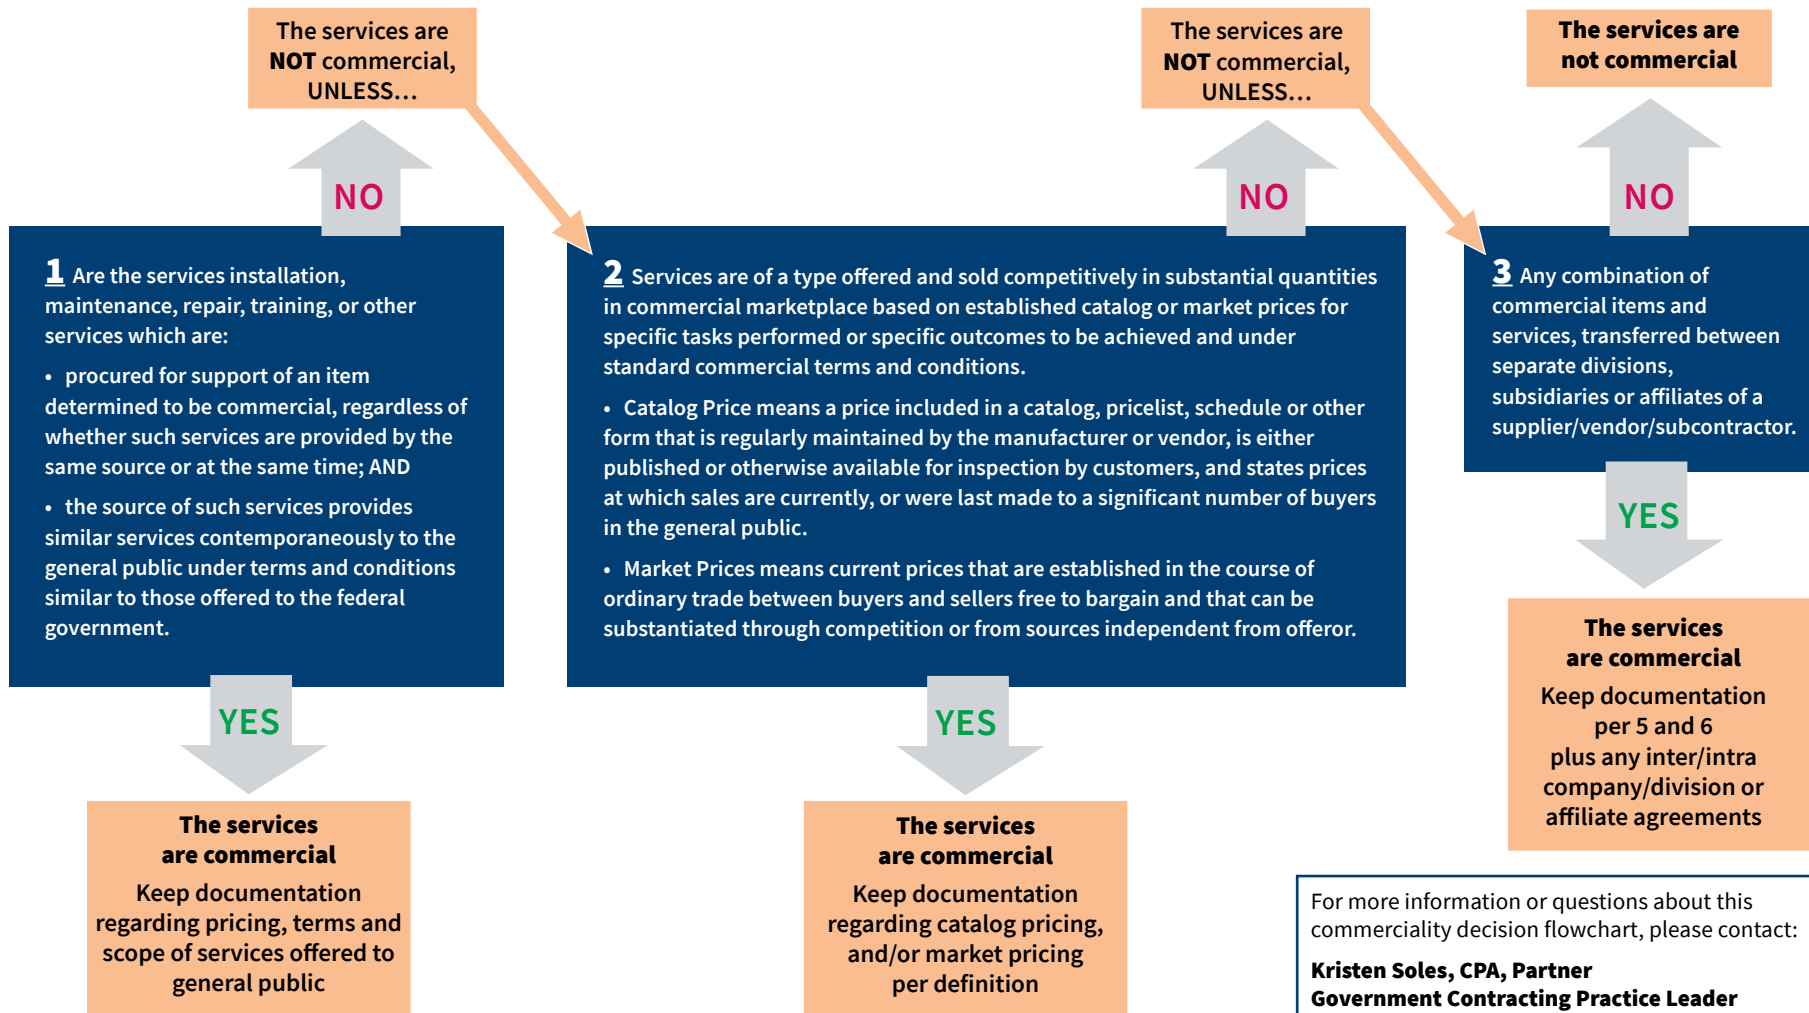 The services are
NOT commercial,
UNLESS…
The services are
NOT commercial,
UNLESS…
The services are
not commercial
NO
NO
NO
1 Are the services installation,
maintenance, repair, training, or other
services which are:
• procured for support of an item
determined to be commercial, regardless of
whether such services are provided by the
same source or at the same time; AND
• the source of such services provides
similar services contemporaneously to the
general public under terms and conditions
similar to those offered to the federal
government.
2 Services are of a type offered and sold competitively in substantial quantities
in commercial marketplace based on established catalog or market prices for
specific tasks performed or specific outcomes to be achieved and under
standard commercial terms and conditions.
• Catalog Price means a price included in a catalog, pricelist, schedule or other
form that is regularly maintained by the manufacturer or vendor, is either
published or otherwise available for inspection by customers, and states prices
at which sales are currently, or were last made to a significant number of buyers
in the general public.
• Market Prices means current prices that are established in the course of
ordinary trade between buyers and sellers free to bargain and that can be
substantiated through competition or from sources independent from offeror.
3 Any combination of
commercial items and
services, transferred between
separate divisions,
subsidiaries or affiliates of a
supplier/vendor/subcontractor.
YES
YES
YES
The services
are commercial
Keep documentation
regarding pricing, terms and
scope of services offered to
general public
The services
are commercial
Keep documentation
regarding catalog pricing,
and/or market pricing
per definition
The services
are commercial
Keep documentation
per 5 and 6
plus any inter/intra
company/division or
affiliate agreements
For more information or questions about this
commerciality decision flowchart, please contact:
Kristen Soles, CPA, Partner
Government Contracting Practice Leader